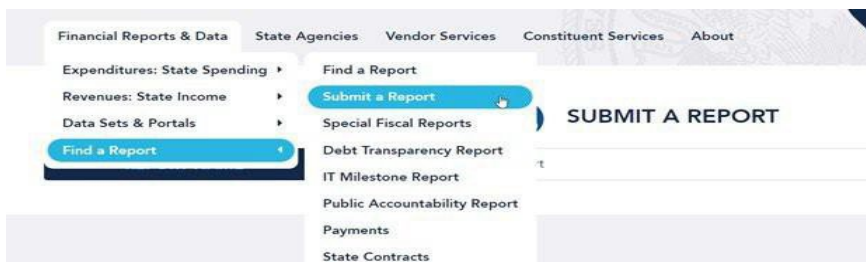 Financial Reports & Data State Agencies Vendor Services Constituent Services About
Expenditures: State Spending
Revenues: State Income
Data Sets & Portals
Find a Report
Find a Report
Submit a Report
Special Fiscal Reports
Debt Transparency Report
IT Milestone Report
Public Accountability Report
Payments
State Contracts
SUBMIT A REPORT